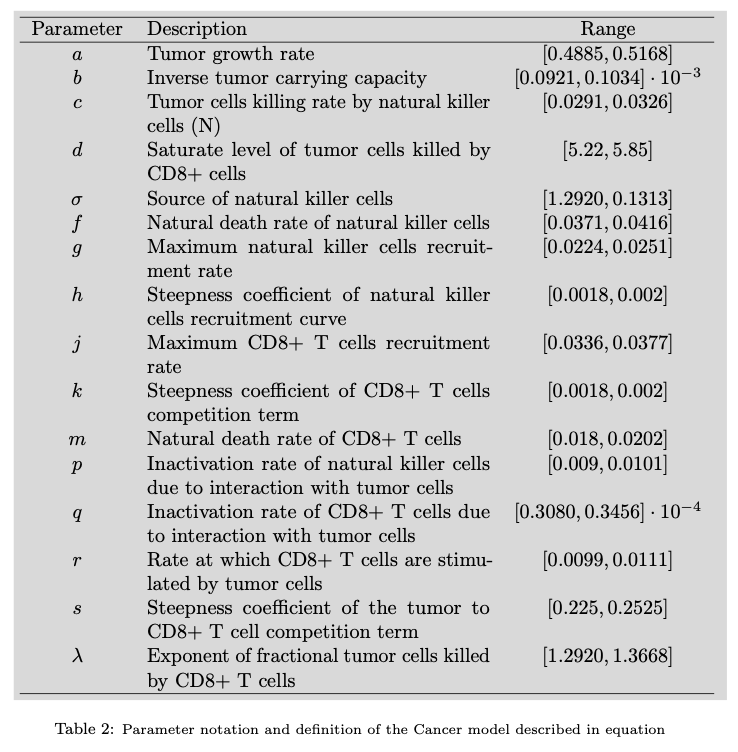 Parameter Description Range
a Tumor growth rate [0.4885, 0.5168]
b Inverse tumor carrying capacity [0.0921, 0.1034] · 10⁻³
c Tumor cells killing rate by natural killer [0.0291, 0.0326]
cells (N)
d Saturate level of tumor cells killed by [5.22, 5.85]
CD8+ cells
σ Source of natural killer cells [1.2920, 0.1313]
f Natural death rate of natural killer cells [0.0371, 0.0416]
g Maximum natural killer cells recruit- [0.0224, 0.0251]
ment rate
h Steepness coefficient of natural killer [0.0018, 0.002]
cells recruitment curve
j Maximum CD8+ T cells recruitment [0.0336, 0.0377]
rate
k Steepness coefficient of CD8+ T cells [0.0018, 0.002]
competition term
m Natural death rate of CD8+ T cells [0.018, 0.0202]
p Inactivation rate of natural killer cells [0.009, 0.0101]
due to interaction with tumor cells
q Inactivation rate of CD8+ T cells due [0.3080, 0.3456] · 10⁻⁴
to interaction with tumor cells
r Rate at which CD8+ T cells are stimu- [0.0099, 0.0111]
lated by tumor cells
s Steepness coefficient of the tumor to [0.225, 0.2525]
CD8+ T cell competition term
λ Exponent of fractional tumor cells killed [1.2920, 1.3668]
by CD8+ T cells
Table 2: Parameter notation and definition of the Cancer model described in equation